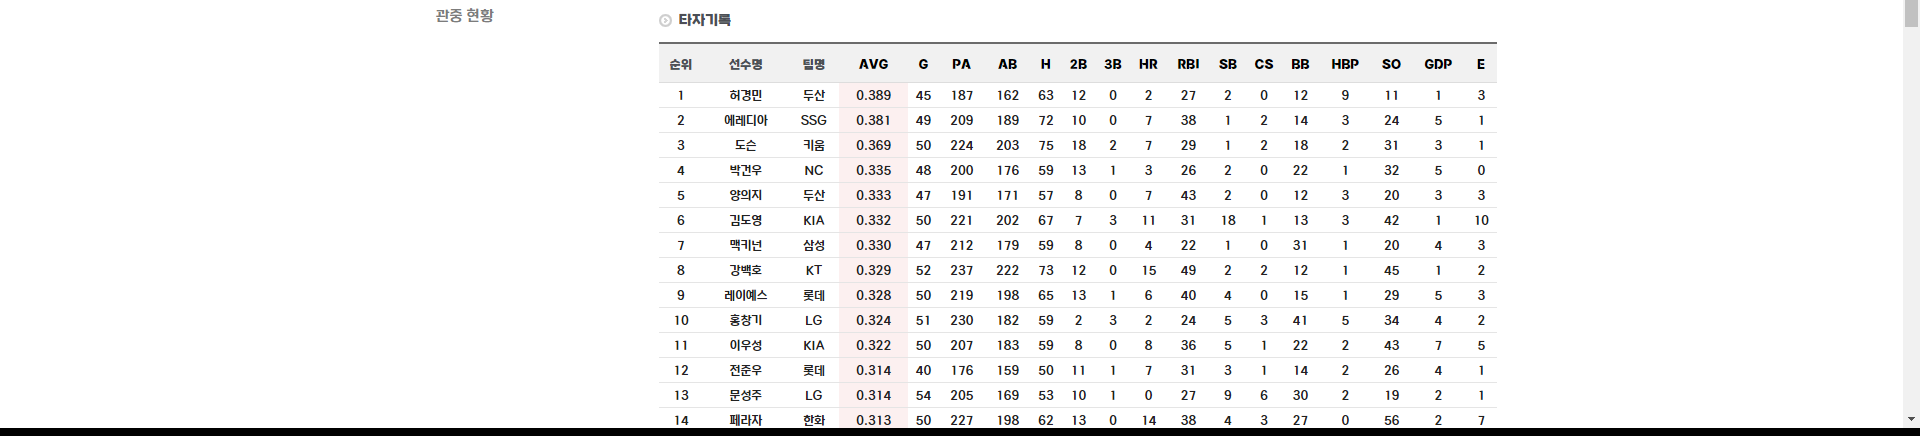 관중 현황
타자기록
순위 선수명 팀명 AVG G PA AB H 2B 3B HR RBI SB CS BB HBP SO GDP E
1 허경민 두산 0.389 45 187 162 63 12 0 2 27 2 0 12 9 11 1 3
2 에레디아 SSG 0.381 49 209 189 72 10 0 7 38 1 2 14 3 24 5 1
3 도슨 키움 0.369 50 224 203 75 18 2 7 29 1 2 18 2 31 3 1
4 박건우 NC 0.335 48 200 176 59 13 1 3 26 2 0 22 1 32 5 0
5 양의지 두산 0.333 47 191 171 57 8 0 7 43 2 0 12 3 20 3 3
6 김도영 KIA 0.332 50 221 202 67 7 3 11 31 18 1 13 3 42 1 10
7 맥키넌 삼성 0.330 47 212 179 59 8 0 4 22 1 0 31 1 20 4 3
8 강백호 KT 0.329 52 237 222 73 12 0 15 49 2 2 12 1 45 1 2
9 레이예스 롯데 0.328 50 219 198 65 13 1 6 40 4 0 15 1 29 5 3
10 홍창기 LG 0.324 51 230 182 59 2 3 2 24 5 3 41 5 34 4 2
11 이우성 KIA 0.322 50 207 183 59 8 0 8 36 5 1 22 2 43 7 5
12 전준우 롯데 0.314 40 176 159 50 11 1 7 31 3 1 14 2 26 4 1
13 문성주 LG 0.314 54 205 169 53 10 1 0 27 9 6 30 2 19 2 1
14 페라자 한화 0.313 50 227 198 62 13 0 14 38 4 3 27 0 56 2 7